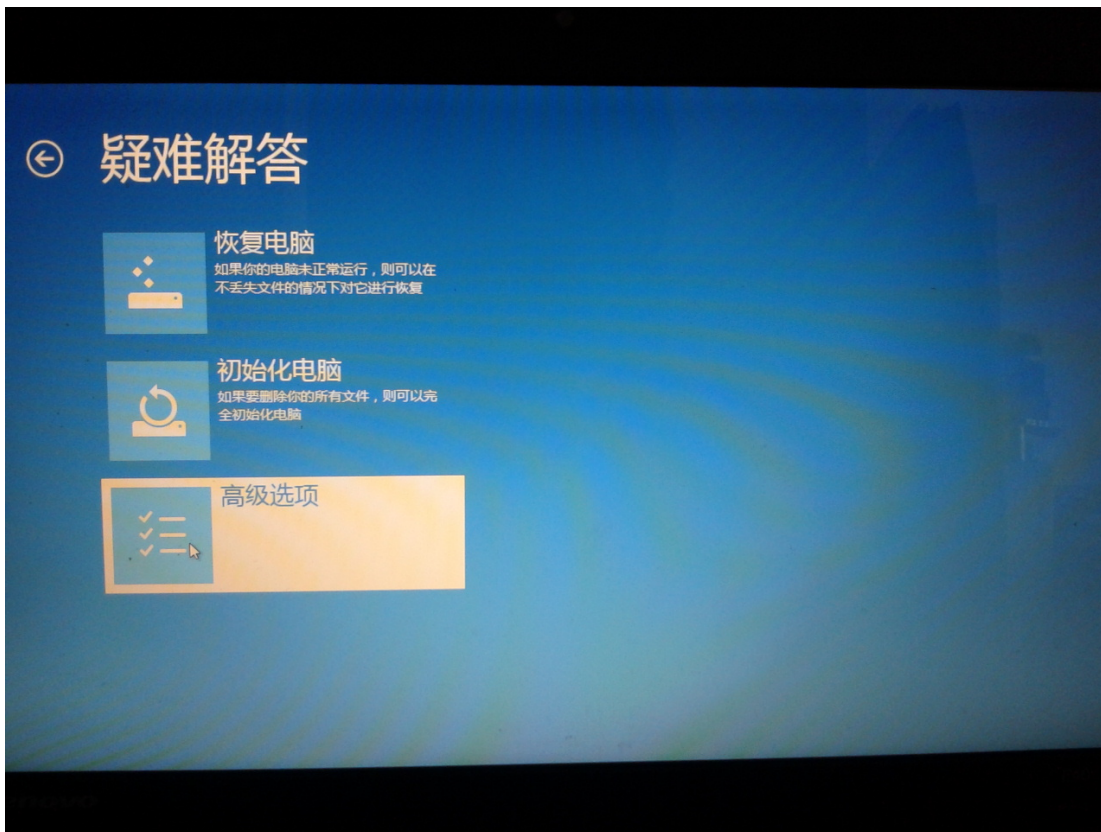 疑难解答
恢复电脑
如果你的电脑未正常运行，则可以在
不丢失文件的情况下对它进行恢复
初始化电脑
如果要删除你的所有文件，则可以完
全初始化电脑
高级选项